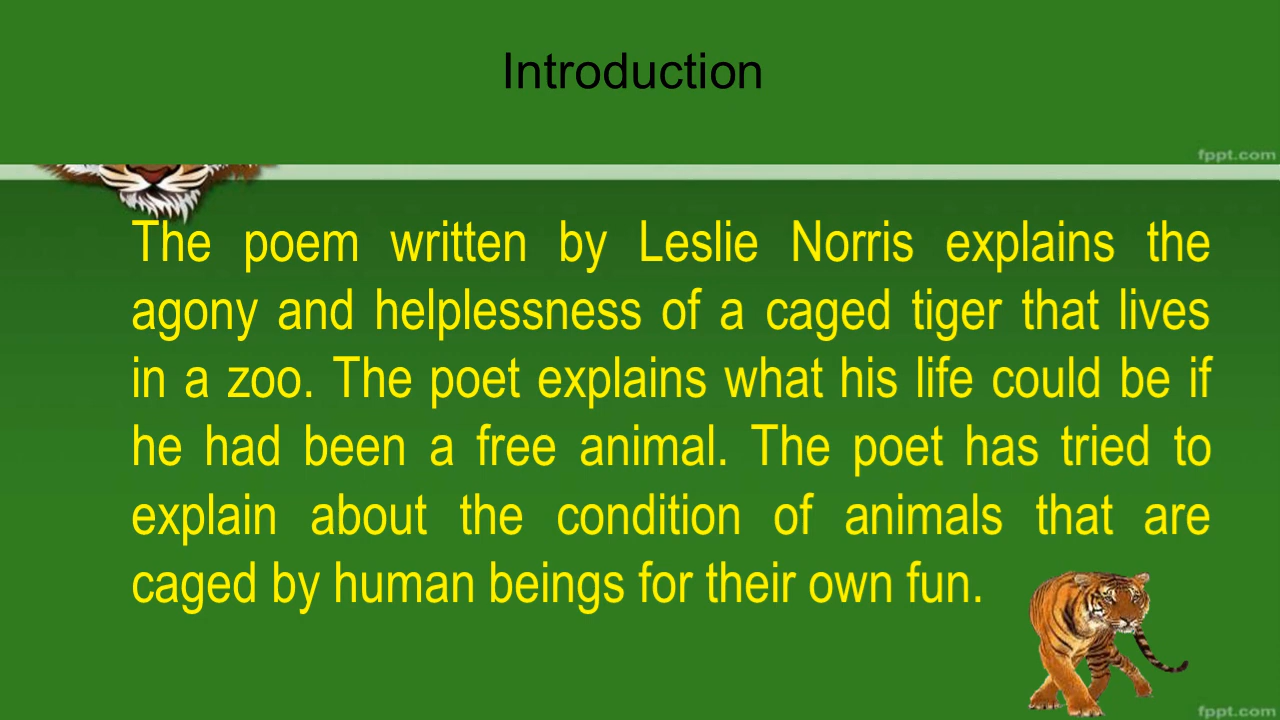 Introduction
fppt.com
The poem written by Leslie Norris explains the
agony and helplessness of a caged tiger that lives
in a zoo. The poet explains what his life could be if
he had been a free animal. The poet has tried to
explain about the condition of animals that are
caged by human beings for their own fun.
fppt.com